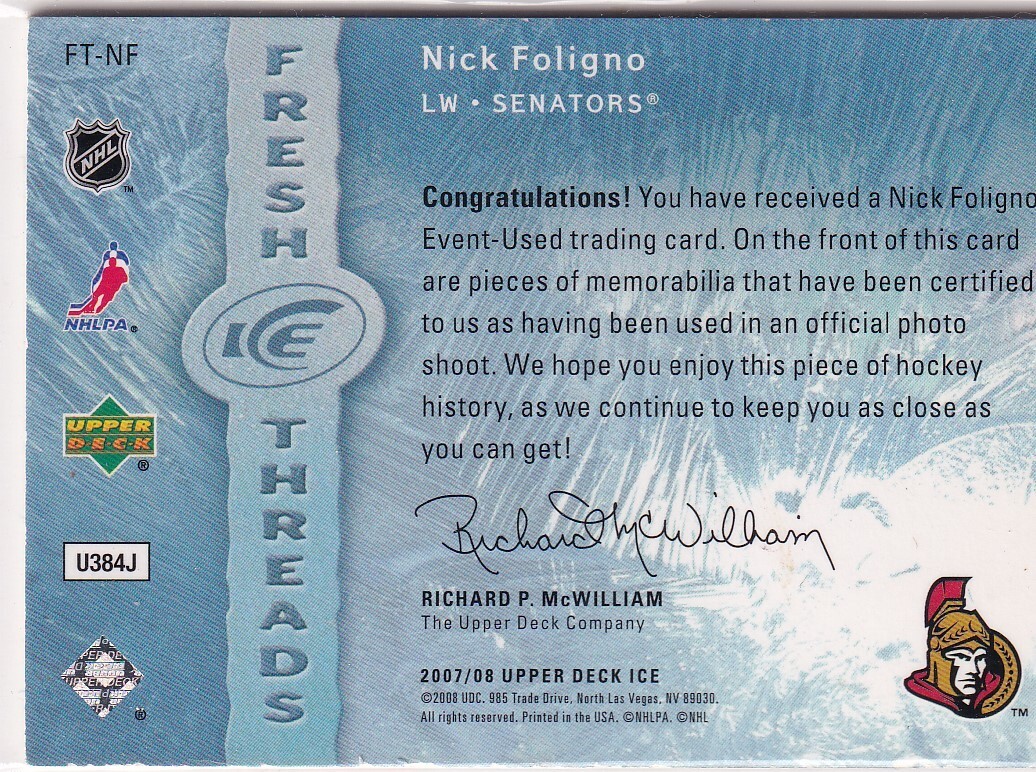 FT-NF
NHL
TM
NHLPA®
UPPER
DECK
®
U384J
UPPER DECK
®
FRESH
ICE
THREADS
Nick Foligno
LW • SENATORS®
Congratulations! You have received a Nick Foligno
Event-Used trading card. On the front of this card
are pieces of memorabilia that have been certified
to us as having been used in an official photo
shoot. We hope you enjoy this piece of hockey
history, as we continue to keep you as close as
you can get!
Richard McWilliam
RICHARD P. McWILLIAM
The Upper Deck Company
2007/08 UPPER DECK ICE
©2008 UDC. 985 Trade Drive, North Las Vegas, NV 89030.
All rights reserved. Printed in the USA. ©NHLPA. ©NHL
TM